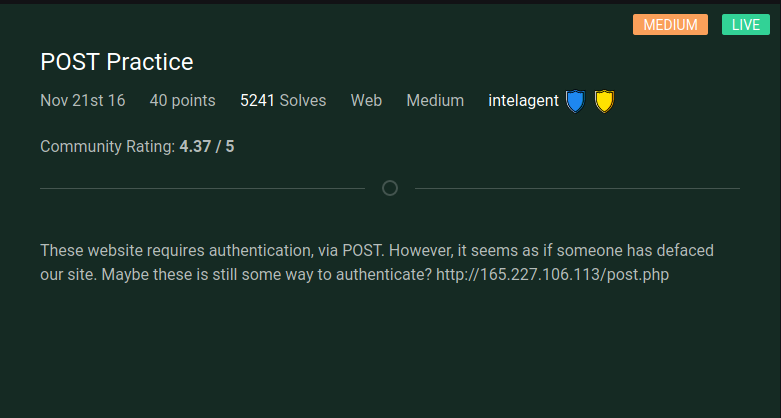 MEDIUM LIVE
POST Practice
Nov 21st 16 40 points 5241 Solves Web Medium intelagent
Community Rating: 4.37 / 5
These website requires authentication, via POST. However, it seems as if someone has defaced
our site. Maybe these is still some way to authenticate? http://165.227.106.113/post.php